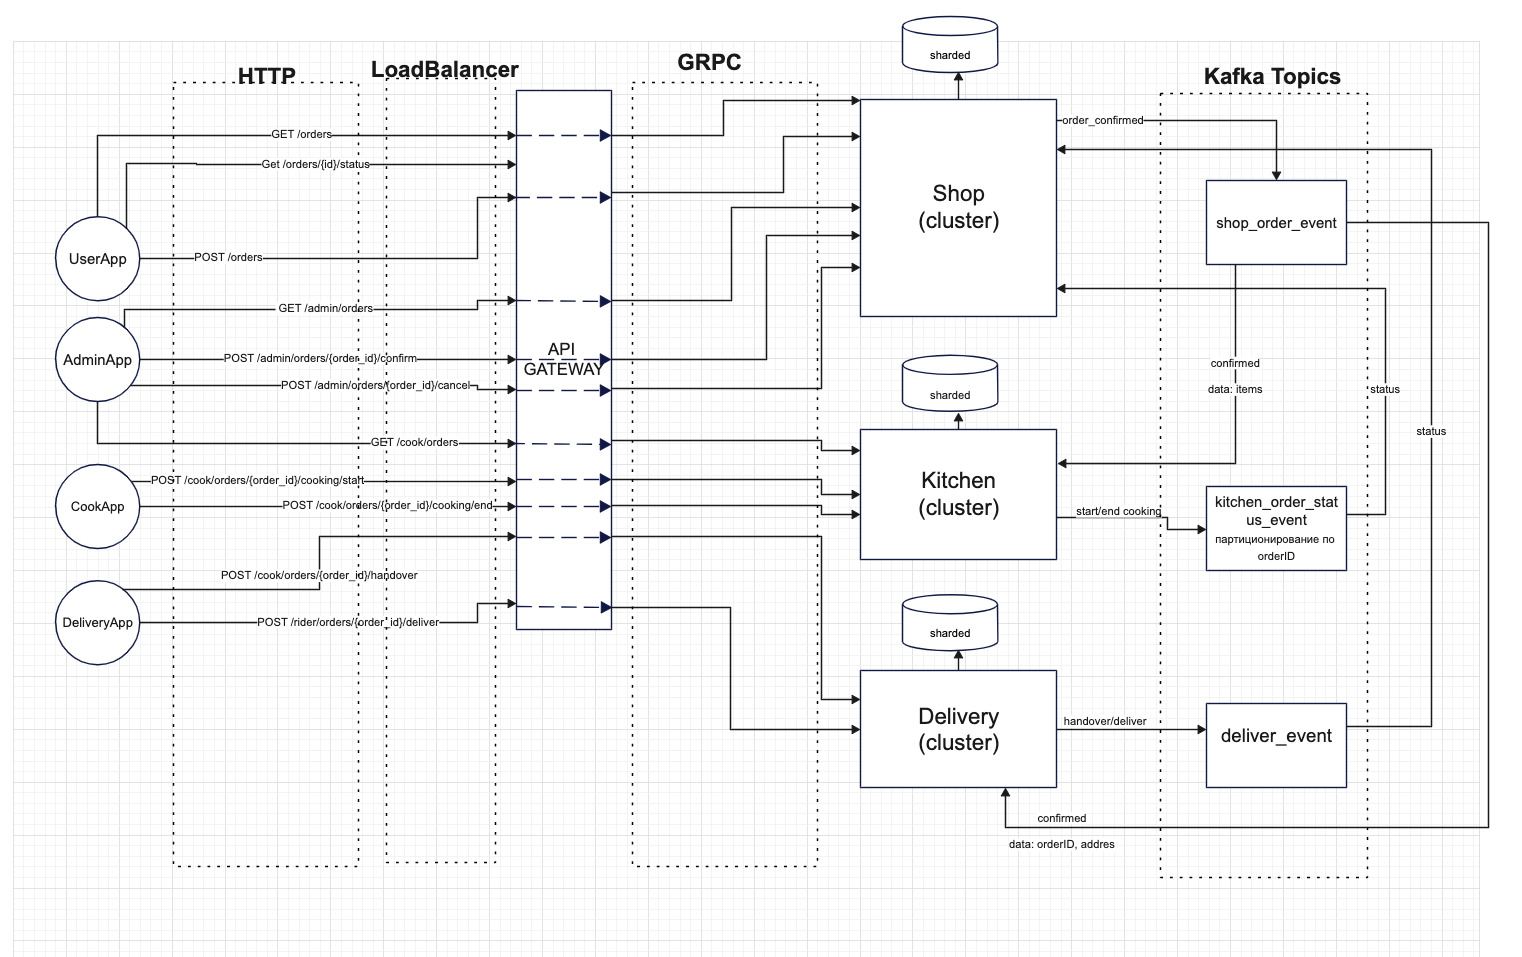 sharded
HTTP
LoadBalancer
GRPC
Kafka Topics
GET /orders
Get /orders/{id}/status
POST /orders
UserApp
GET /admin/orders
AdminApp
POST /admin/orders/{order_id}/confirm
POST /admin/orders/{order_id}/cancel
GET /cook/orders
CookApp
POST /cook/orders/{order_id}/cooking/start
POST /cook/orders/{order_id}/cooking/end
POST /cook/orders/{order_id}/handover
DeliveryApp
POST /rider/orders/{order_id}/deliver
API
GATEWAY
Shop
(cluster)
order_confirmed
shop_order_event
confirmed
data: items
status
status
sharded
Kitchen
(cluster)
start/end cooking
kitchen_order_stat
us_event
партиционирование по
orderID
sharded
Delivery
(cluster)
handover/deliver
deliver_event
confirmed
data: orderID, addres